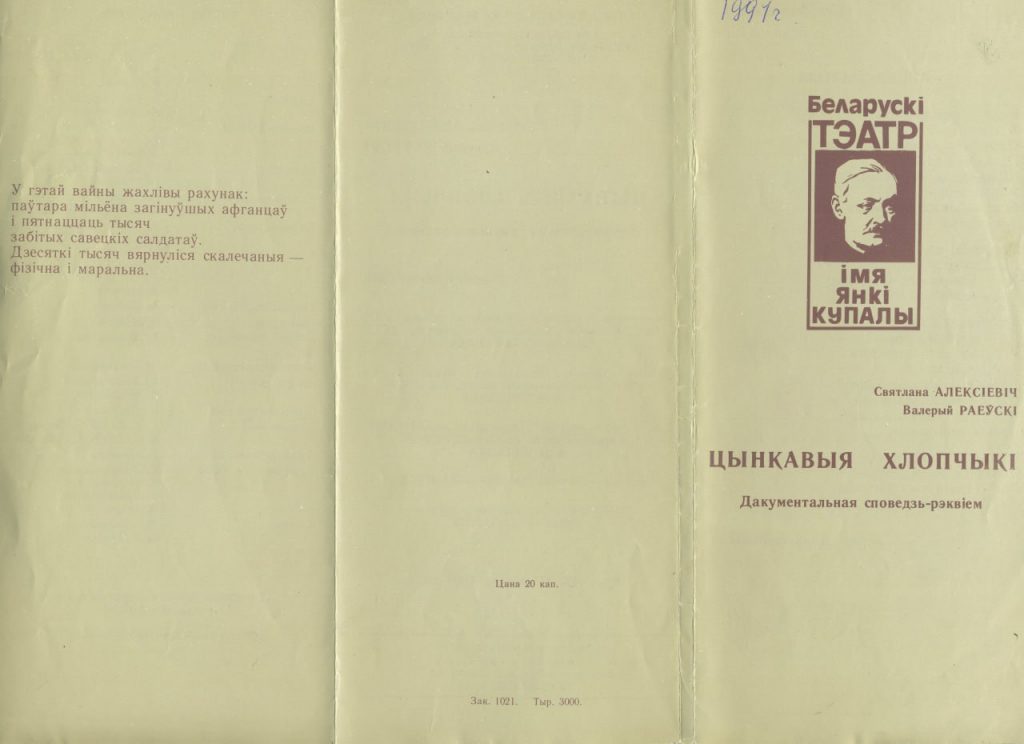 У гэтай вайны жахлівы рахунак:
паўтара мільёна загінуўшых афганцаў
і пятнаццаць тысяч
забітых савецкіх салдатаў.
Дзесяткі тысяч вярнуліся скалечаныя —
фізічна і маральна.
Цана 20 кап.
Зак. 1021. Тыр. 3000.
1991г
Беларускі
ТЭАТР
імя
Янкі
КУПАЛЫ
Святлана АЛЕКСІЕВІЧ
Валерый РАЕЎСКІ
ЦЫНКАВЫЯ ХЛОПЧЫКІ
Дакументальная споведзь-рэквіем